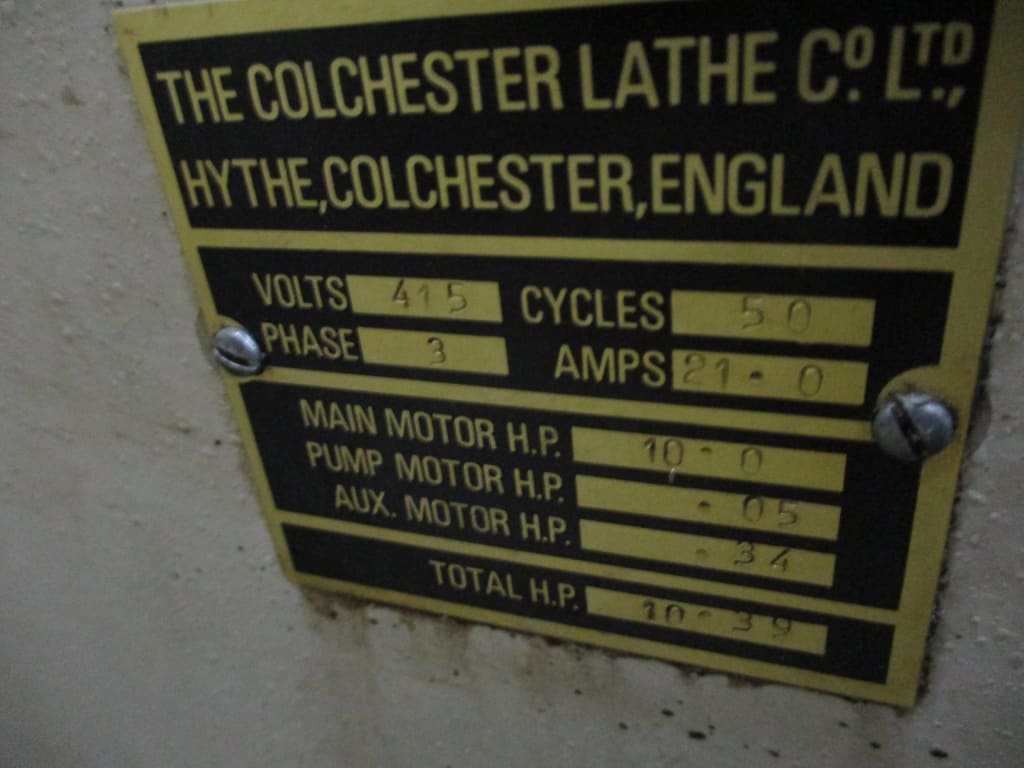 THE COLCHESTER LATHE Cº. LTD.,
HYTHE, COLCHESTER, ENGLAND
VOLTS 415 CYCLES 50
PHASE 3 AMPS 21·0
MAIN MOTOR H.P. 10·0
PUMP MOTOR H.P. ·05
AUX. MOTOR H.P. ·34
TOTAL H.P. 10·39